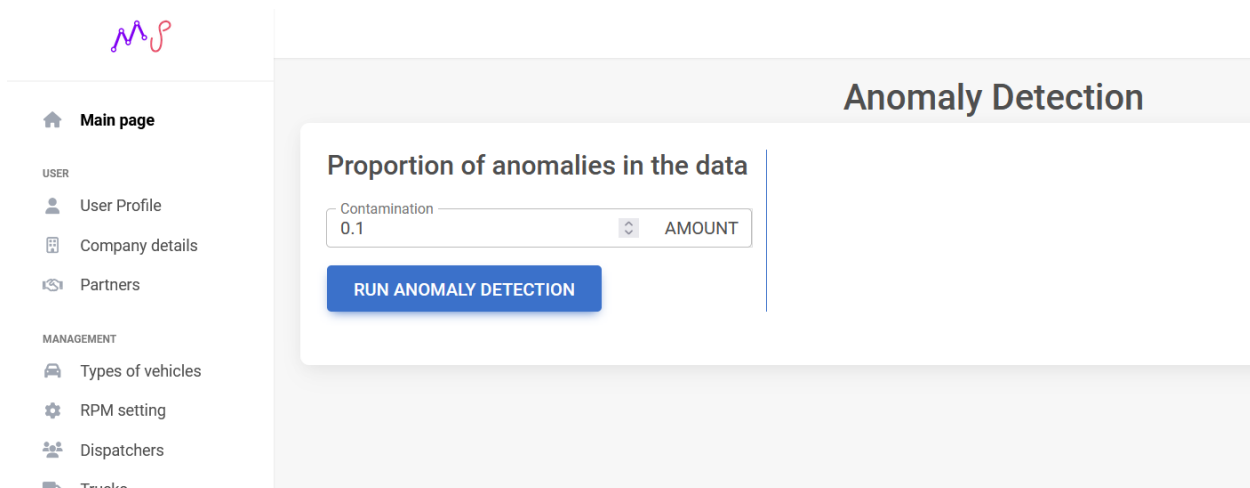 Main page
USER
User Profile
Company details
Partners
MANAGEMENT
Types of vehicles
RPM setting
Dispatchers
Trucks
Anomaly Detection
Proportion of anomalies in the data
Contamination
0.1 AMOUNT
RUN ANOMALY DETECTION